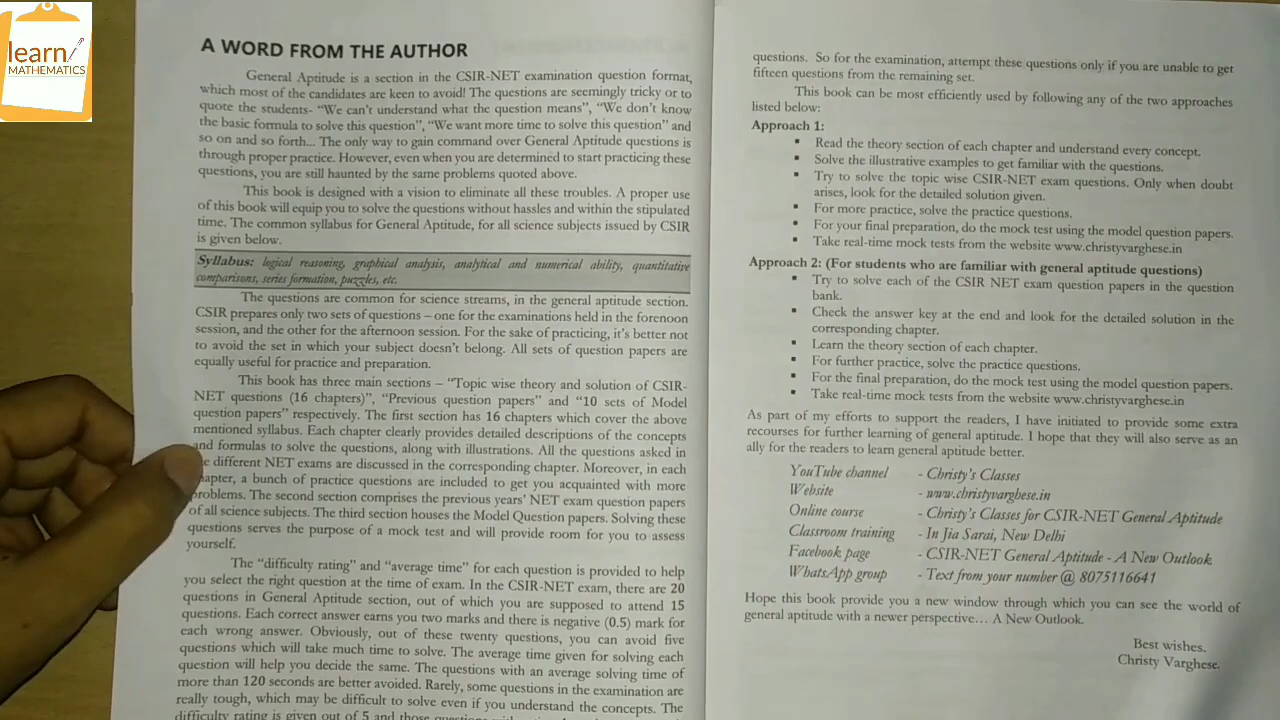 learn
MATHEMATICS
A WORD FROM THE AUTHOR
General Aptitude is a section in the CSIR-NET examination question format,
which most of the candidates are keen to avoid! The questions are seemingly tricky or to
quote the students- “We can’t understand what the question means”, “We don’t know
the basic formula to solve this question”, “We want more time to solve this question” and
so on and so forth... The only way to gain command over General Aptitude questions is
through proper practice. However, even when you are determined to start practicing these
questions, you are still haunted by the same problems quoted above.
This book is designed with a vision to eliminate all these troubles. A proper use
of this book will equip you to solve the questions without hassles and within the stipulated
time. The common syllabus for General Aptitude, for all science subjects issued by CSIR
is given below.
Syllabus: logical reasoning, graphical analysis, analytical and numerical ability, quantitative
comparisons, series formation, puzzles, etc.
The questions are common for science streams, in the general aptitude section.
CSIR prepares only two sets of questions – one for the examinations held in the forenoon
session, and the other for the afternoon session. For the sake of practicing, it’s better not
to avoid the set in which your subject doesn’t belong. All sets of question papers are
equally useful for practice and preparation.
This book has three main sections – “Topic wise theory and solution of CSIR-
NET questions (16 chapters)”, “Previous question papers” and “10 sets of Model
question papers” respectively. The first section has 16 chapters which cover the above
mentioned syllabus. Each chapter clearly provides detailed descriptions of the concepts
and formulas to solve the questions, along with illustrations. All the questions asked in
different NET exams are discussed in the corresponding chapter. Moreover, in each
apter, a bunch of practice questions are included to get you acquainted with more
problems. The second section comprises the previous years’ NET exam question papers
of all science subjects. The third section houses the Model Question papers. Solving these
questions serves the purpose of a mock test and will provide room for you to assess
yourself.
The “difficulty rating” and “average time” for each question is provided to help
you select the right question at the time of exam. In the CSIR-NET exam, there are 20
questions in General Aptitude section, out of which you are supposed to attend 15
questions. Each correct answer earns you two marks and there is negative (0.5) mark for
each wrong answer. Obviously, out of these twenty questions, you can avoid five
questions which will take much time to solve. The average time given for solving each
question will help you decide the same. The questions with an average solving time of
more than 120 seconds are better avoided. Rarely, some questions in the examination are
really tough, which may be difficult to solve even if you understand the concepts. The
difficulty rating is given out of 5 and those questions
questions. So for the examination, attempt these questions only if you are unable to get
fifteen questions from the remaining set.
This book can be most efficiently used by following any of the two approaches
listed below:
Approach 1:
▪ Read the theory section of each chapter and understand every concept.
▪ Solve the illustrative examples to get familiar with the questions.
▪ Try to solve the topic wise CSIR-NET exam questions. Only when doubt
arises, look for the detailed solution given.
▪ For more practice, solve the practice questions.
▪ For your final preparation, do the mock test using the model question papers.
▪ Take real-time mock tests from the website www.christyvarghese.in
Approach 2: (For students who are familiar with general aptitude questions)
▪ Try to solve each of the CSIR NET exam question papers in the question
bank.
▪ Check the answer key at the end and look for the detailed solution in the
corresponding chapter.
▪ Learn the theory section of each chapter.
▪ For further practice, solve the practice questions.
▪ For the final preparation, do the mock test using the model question papers.
▪ Take real-time mock tests from the website www.christyvarghese.in
As part of my efforts to support the readers, I have initiated to provide some extra
recourses for further learning of general aptitude. I hope that they will also serve as an
ally for the readers to learn general aptitude better.
YouTube channel - Christy’s Classes
Website - www.christyvarghese.in
Online course - Christy’s Classes for CSIR-NET General Aptitude
Classroom training - In Jia Sarai, New Delhi
Facebook page - CSIR-NET General Aptitude - A New Outlook
WhatsApp group - Text from your number @ 8075116641
Hope this book provide you a new window through which you can see the world of
general aptitude with a newer perspective… A New Outlook.
Best wishes.
Christy Varghese.